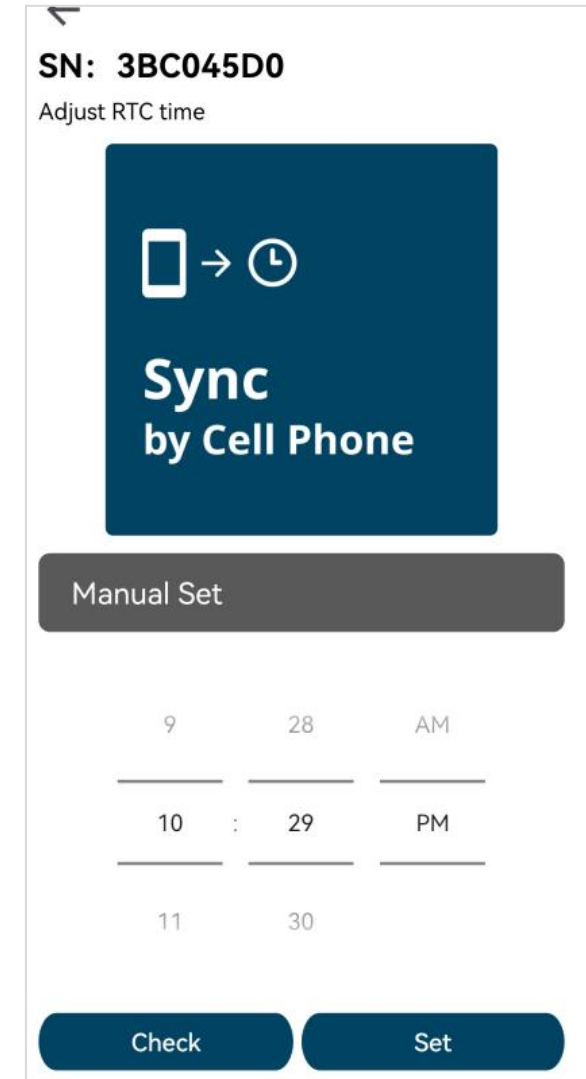 SN: 3BC045D0
Adjust RTC time
Sync
by Cell Phone
Manual Set
9 28 AM
10 : 29 PM
11 30
Check Set